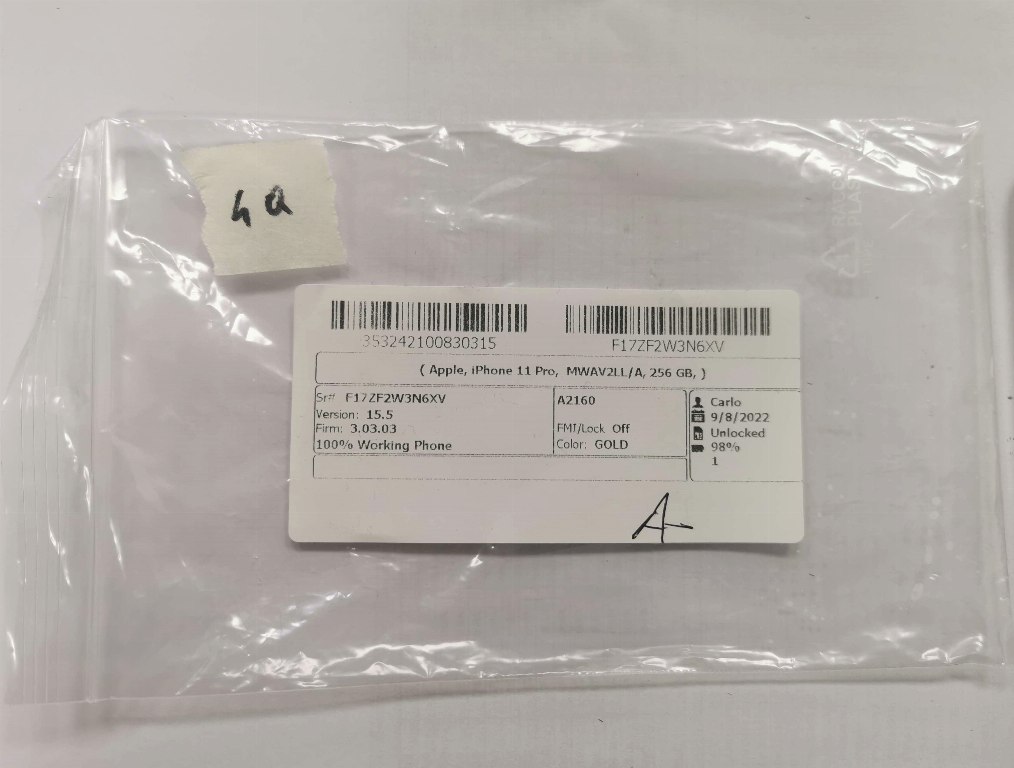 4a
353242100830315
F17ZF2W3N6XV
( Apple, iPhone 11 Pro, MWAV2LL/A, 256 GB, )
Sr# F17ZF2W3N6XV
Version: 15.5
Firm: 3.03.03
100% Working Phone
A2160
FMI/Lock Off
Color: GOLD
Carlo
9/8/2022
Unlocked
98%
1
A-